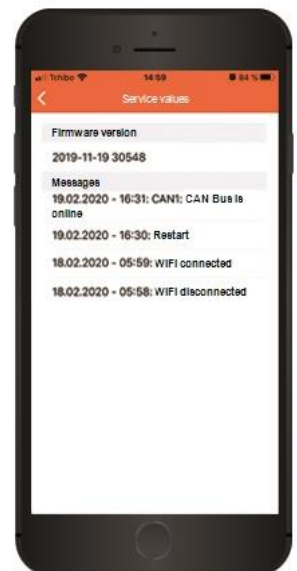 Tchibo 14:59 84 %
Service values
Firmware version
2019-11-19 30548
Messages
19.02.2020 - 16:31: CAN1: CAN Bus is
online
19.02.2020 - 16:30: Restart
18.02.2020 - 05:59: WIFI connected
18.02.2020 - 05:58: WIFI disconnected